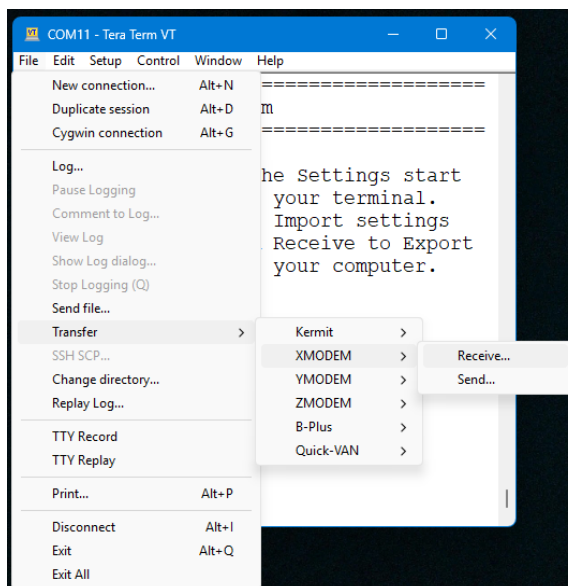 COM11 - Tera Term VT
File Edit Setup Control Window Help
New connection... Alt+N
====================
Duplicate session Alt+D
m
Cygwin connection Alt+G
====================
Log...
he Settings start
Pause Logging
your terminal.
Comment to Log...
Import settings
View Log
Receive to Export
Show Log dialog...
your computer.
Stop Logging (Q)
Send file...
Transfer >
Kermit >
SSH SCP...
XMODEM >
Receive...
Change directory...
YMODEM >
Send...
Replay Log...
ZMODEM >
B-Plus >
TTY Record
Quick-VAN >
TTY Replay
Print... Alt+P
Disconnect Alt+I
Exit Alt+Q
Exit All